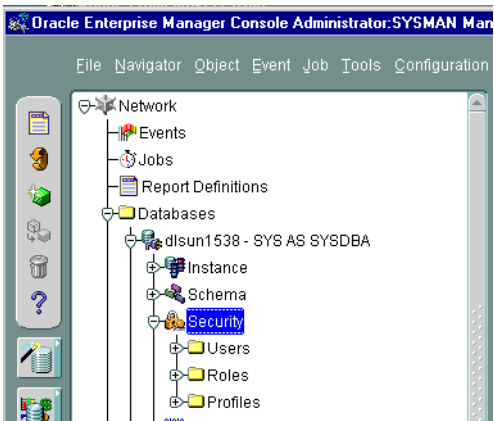 Oracle Enterprise Manager Console Administrator:SYSMAN Man
File Navigator Object Event Job Tools Configuration
Network
Events
Jobs
Report Definitions
Databases
dlsun1538 - SYS AS SYSDBA
Instance
Schema
Security
Users
Roles
Profiles